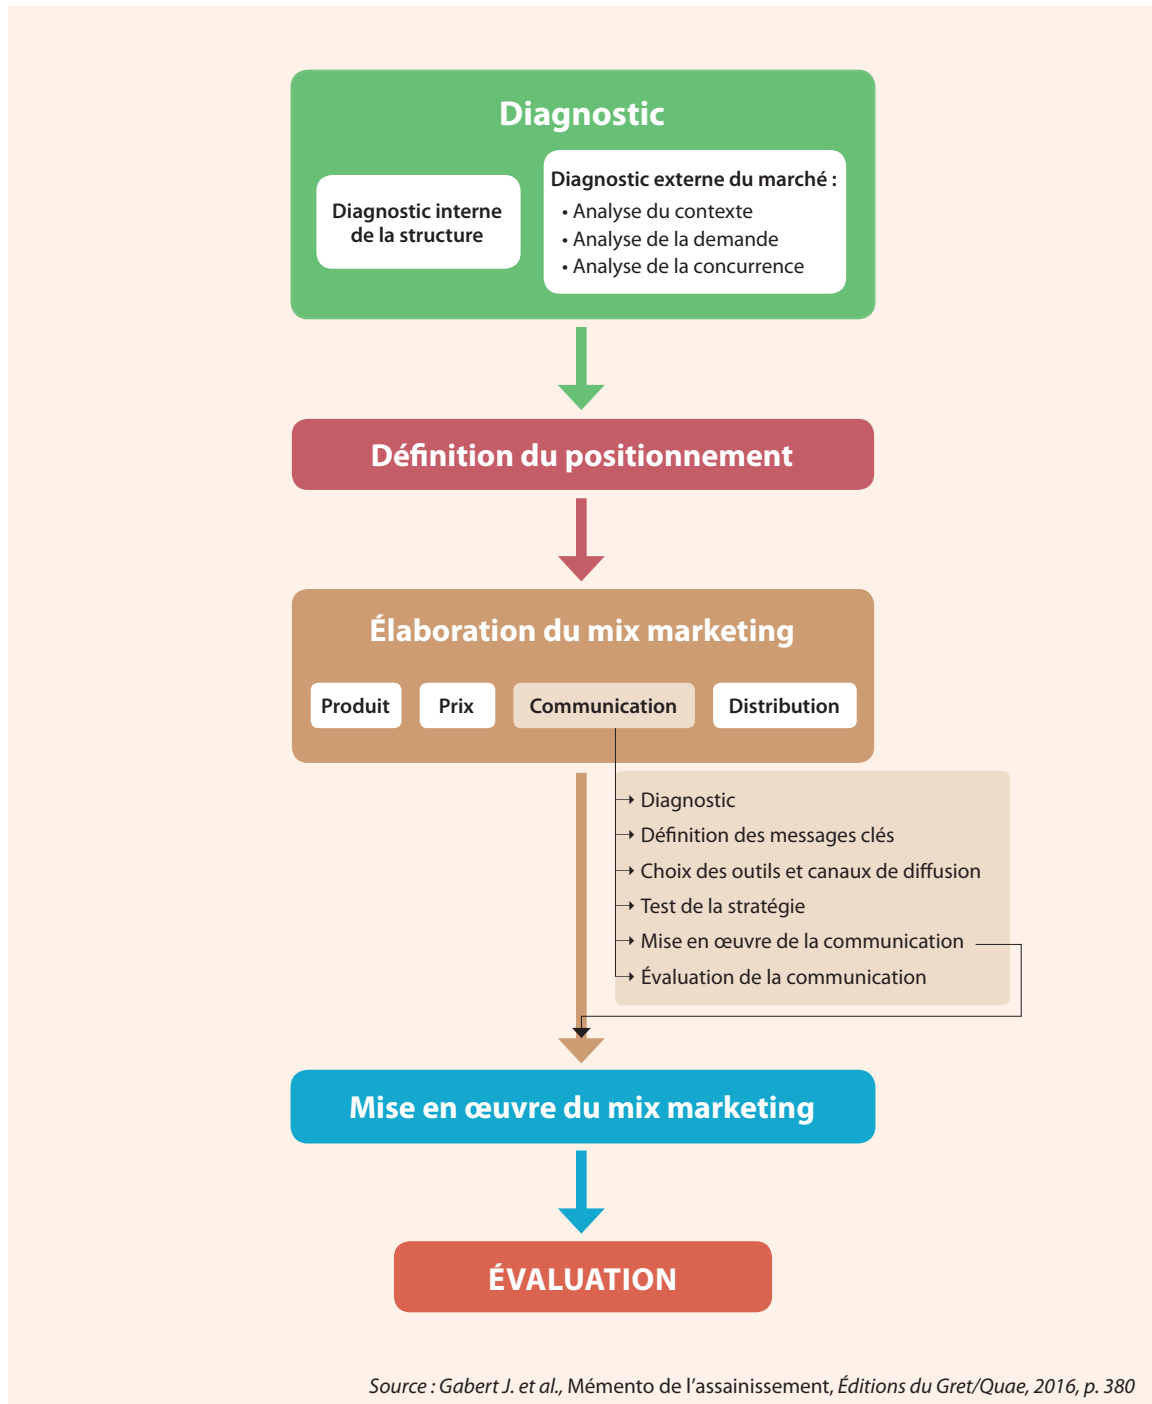 Diagnostic
Diagnostic interne
de la structure
Diagnostic externe du marché :
• Analyse du contexte
• Analyse de la demande
• Analyse de la concurrence
Définition du positionnement
Élaboration du mix marketing
Produit
Prix
Communication
Distribution
Diagnostic
Définition des messages clés
Choix des outils et canaux de diffusion
Test de la stratégie
Mise en œuvre de la communication
Évaluation de la communication
Mise en œuvre du mix marketing
ÉVALUATION
Source : Gabert J. et al., Mémento de l'assainissement, Éditions du Gret/Quae, 2016, p. 380